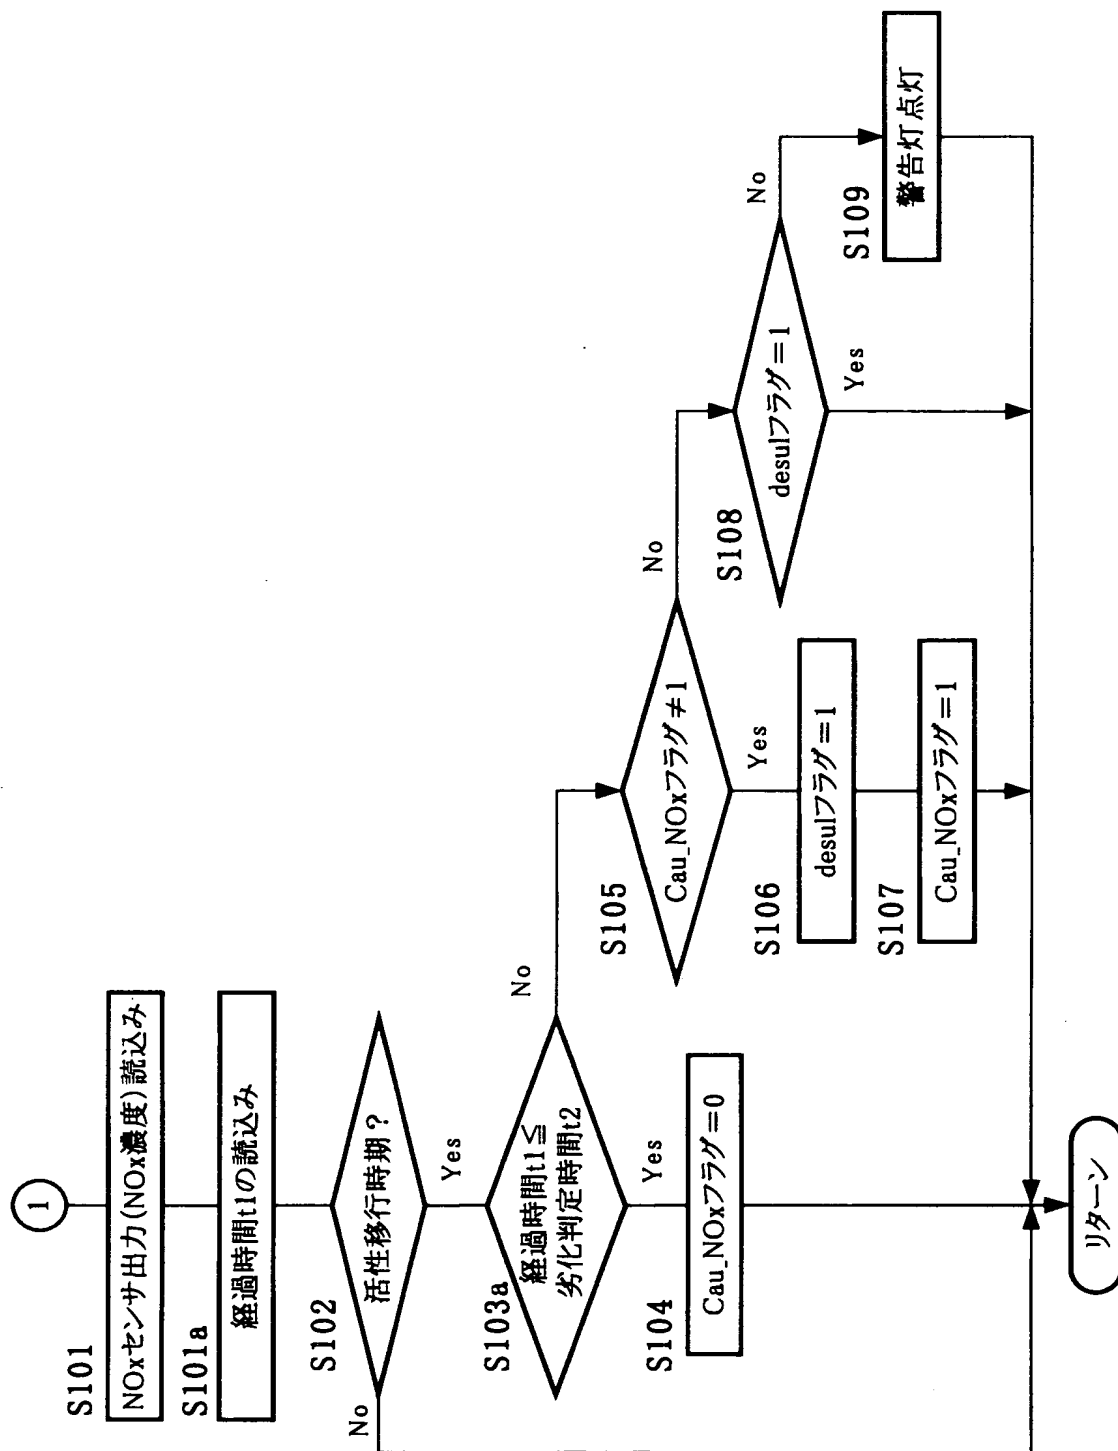 1
S101
NOxセンサ出力(NOx濃度)読込み
S101a
経過時間t1の読込み
S102
活性移行時期?
No
Yes
S103a
経過時間t1≦
劣化判定時間t2
No
Yes
S104
Cau_NOxフラグ=0
S105
Cau_NOxフラグ≠1
No
Yes
S106
desulフラグ=1
S107
Cau_NOxフラグ=1
S108
desulフラグ=1
No
Yes
S109
警告灯点灯
リターン